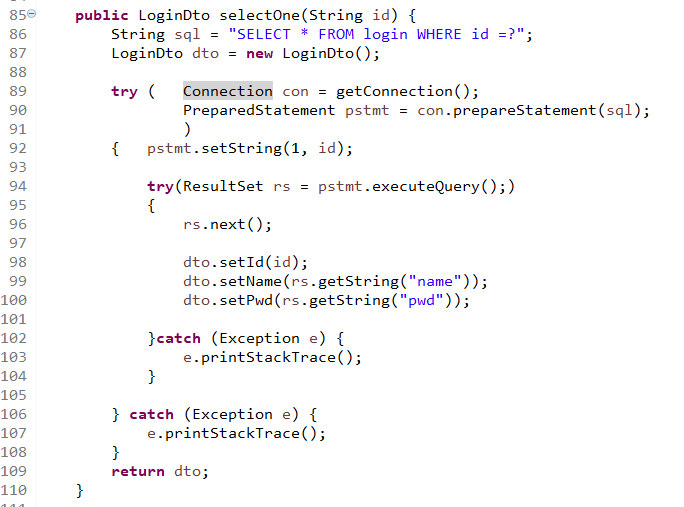 85 public LoginDto selectOne(String id) {
86 String sql = "SELECT * FROM login WHERE id =?";
87 LoginDto dto = new LoginDto();
88
89 try ( Connection con = getConnection();
90 PreparedStatement pstmt = con.prepareStatement(sql);
91 )
92 { pstmt.setString(1, id);
93
94 try(ResultSet rs = pstmt.executeQuery();)
95 {
96 rs.next();
97
98 dto.setId(id);
99 dto.setName(rs.getString("name"));
100 dto.setPwd(rs.getString("pwd"));
101
102 }catch (Exception e) {
103 e.printStackTrace();
104 }
105
106 } catch (Exception e) {
107 e.printStackTrace();
108 }
109 return dto;
110 }